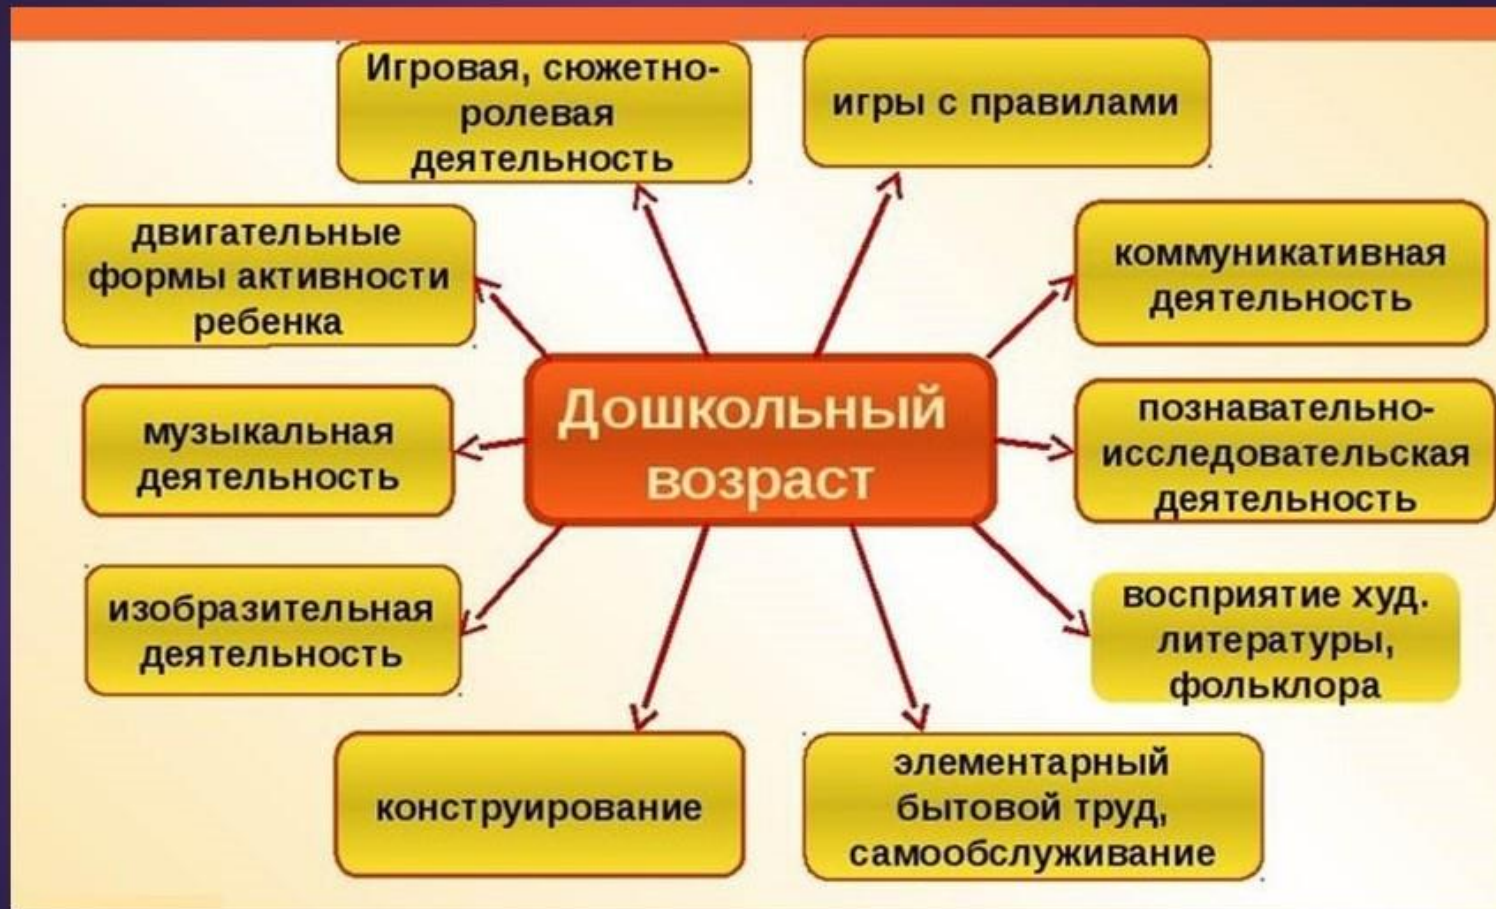 Игровая, сюжетно-
ролевая
деятельность
игры с правилами
двигательные
формы активности
ребенка
коммуникативная
деятельность
Дошкольный
возраст
музыкальная
деятельность
познавательно-
исследовательская
деятельность
изобразительная
деятельность
восприятие худ.
литературы,
фольклора
конструирование
элементарный
бытовой труд,
самообслуживание